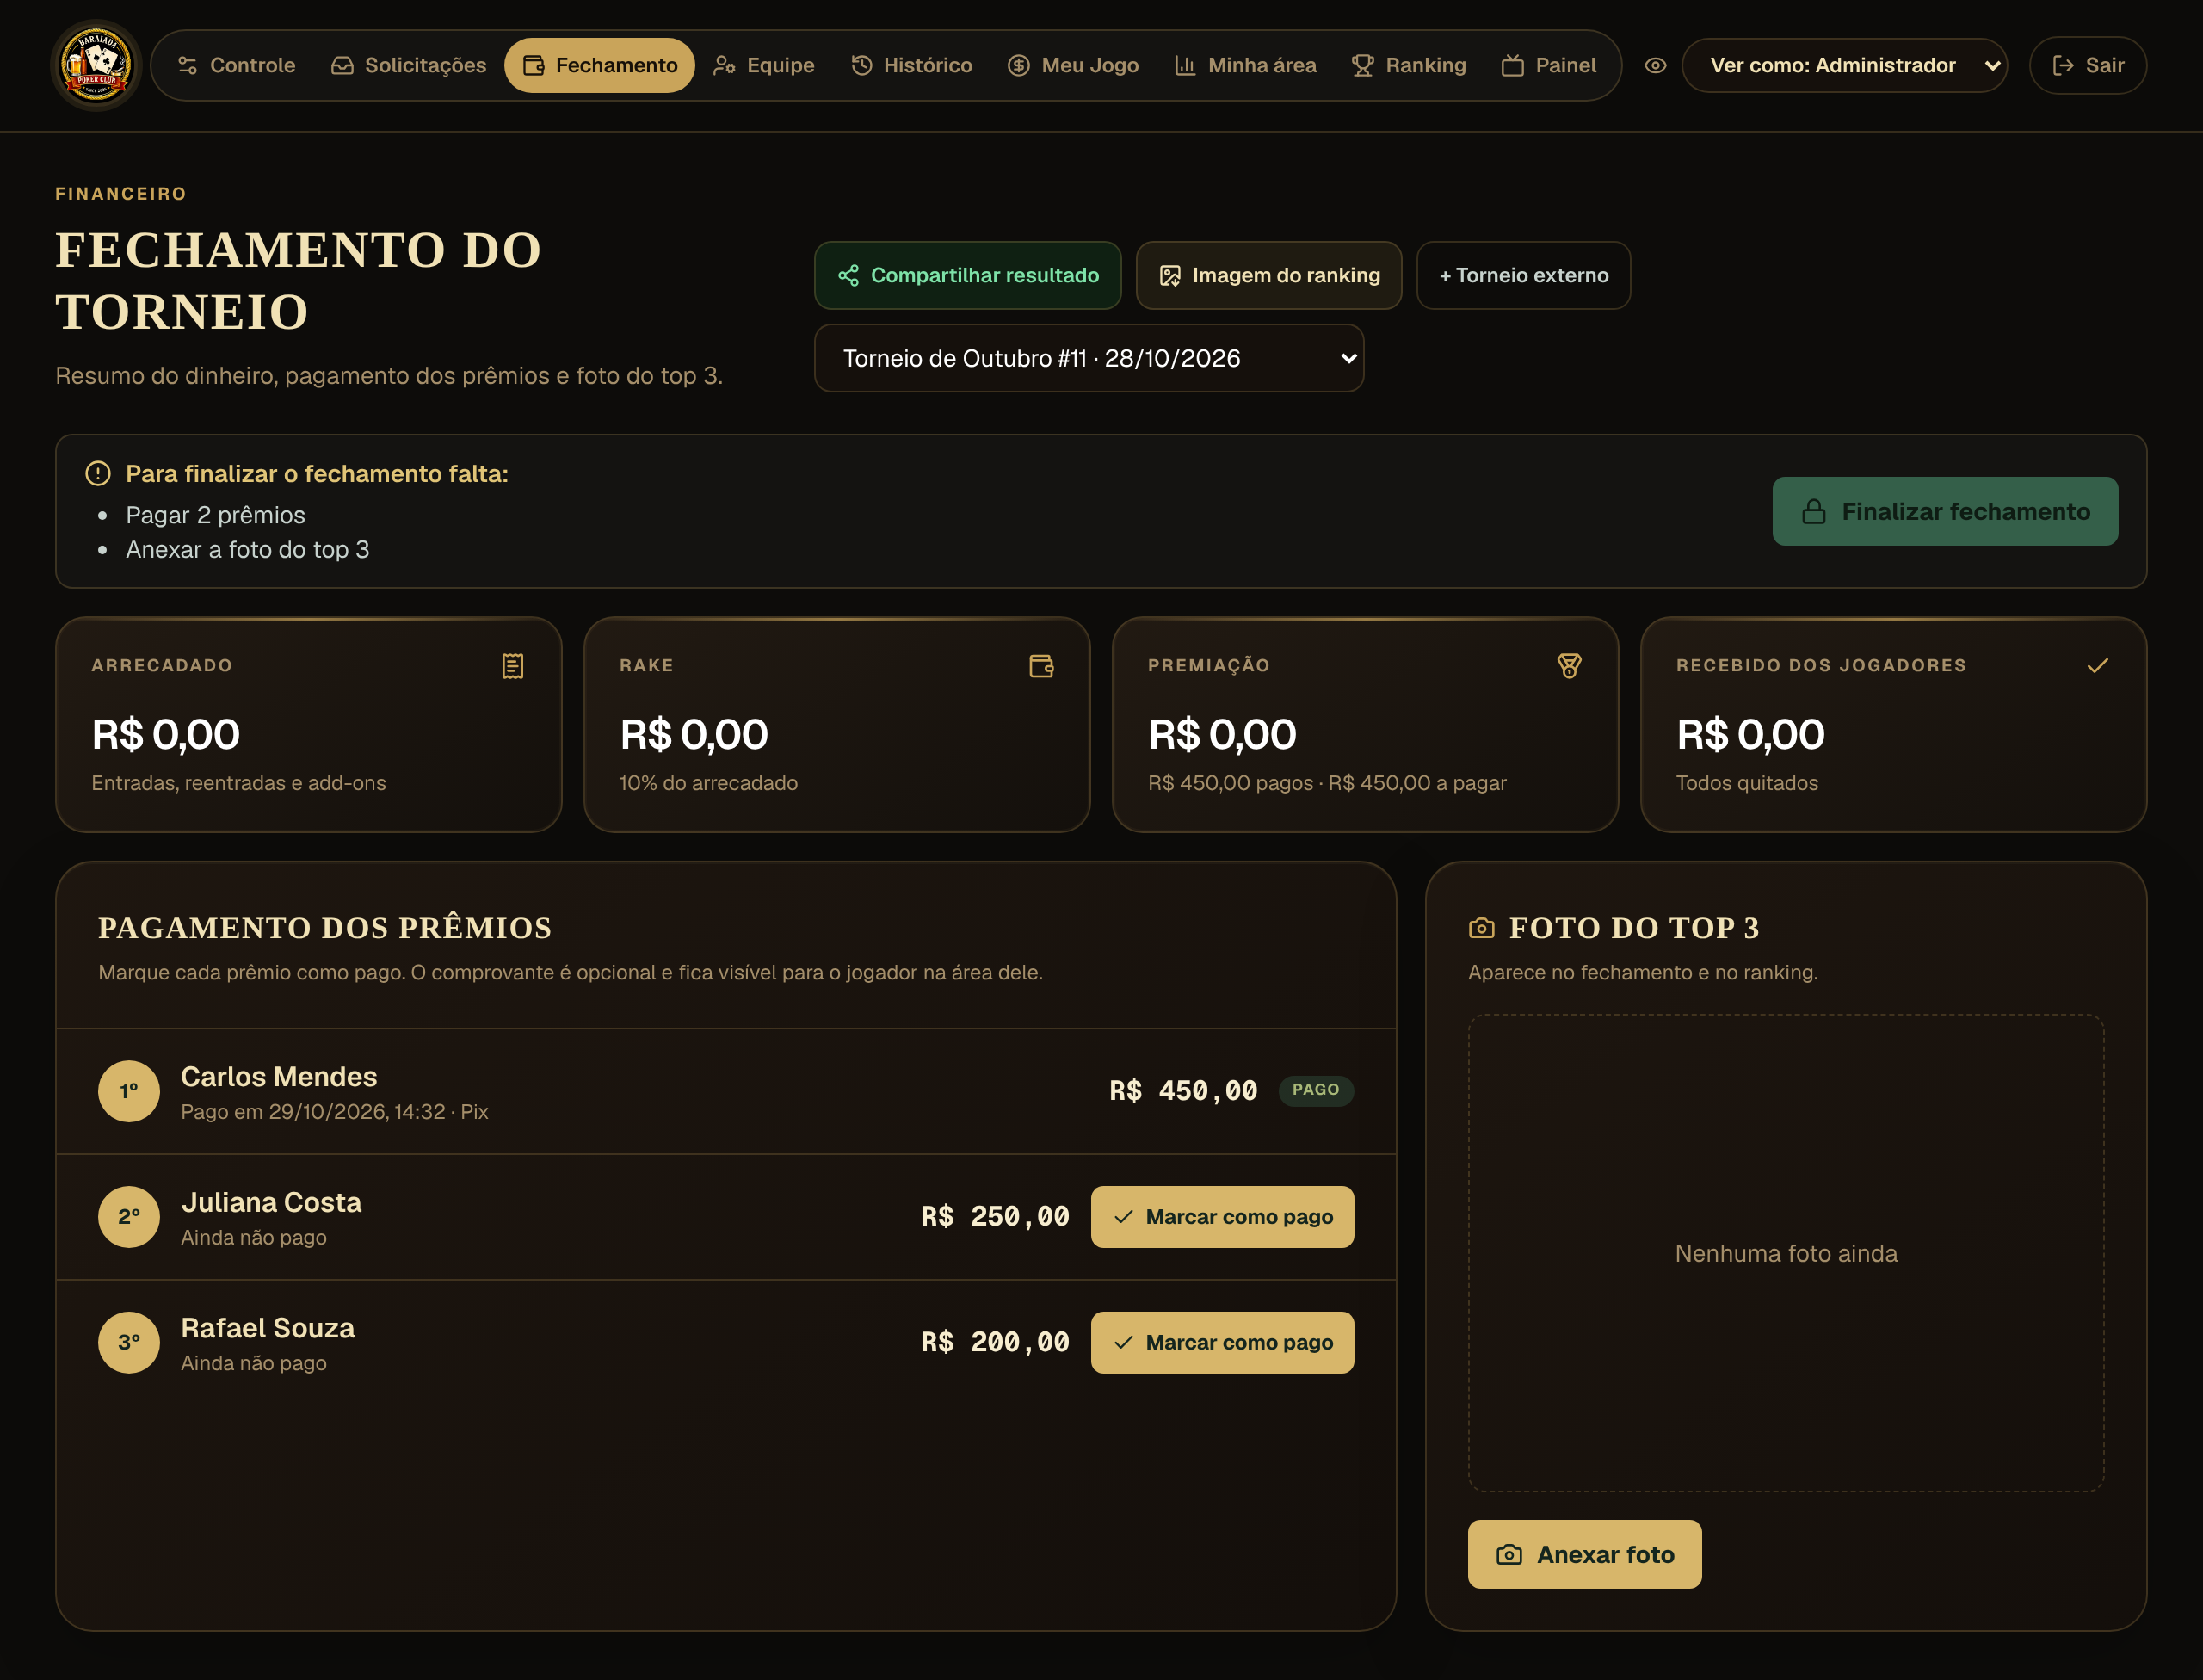 BARAJADA
POKER CLUB
Controle
Solicitações
Fechamento
Equipe
Histórico
Meu Jogo
Minha área
Ranking
Painel
Ver como: Administrador
Sair
FINANCEIRO
FECHAMENTO DO
TORNEIO
Resumo do dinheiro, pagamento dos prêmios e foto do top 3.
Compartilhar resultado
Imagem do ranking
+ Torneio externo
Torneio de Outubro #11 · 28/10/2026
Para finalizar o fechamento falta:
• Pagar 2 prêmios
• Anexar a foto do top 3
Finalizar fechamento
ARRECADADO
R$ 0,00
Entradas, reentradas e add-ons
RAKE
R$ 0,00
10% do arrecadado
PREMIAÇÃO
R$ 0,00
R$ 450,00 pagos · R$ 450,00 a pagar
RECEBIDO DOS JOGADORES
R$ 0,00
Todos quitados
PAGAMENTO DOS PRÊMIOS
Marque cada prêmio como pago. O comprovante é opcional e fica visível para o jogador na área dele.
1º
Carlos Mendes
Pago em 29/10/2026, 14:32 · Pix
R$ 450,00
PAGO
2º
Juliana Costa
Ainda não pago
R$ 250,00
Marcar como pago
3º
Rafael Souza
Ainda não pago
R$ 200,00
Marcar como pago
FOTO DO TOP 3
Aparece no fechamento e no ranking.
Nenhuma foto ainda
Anexar foto